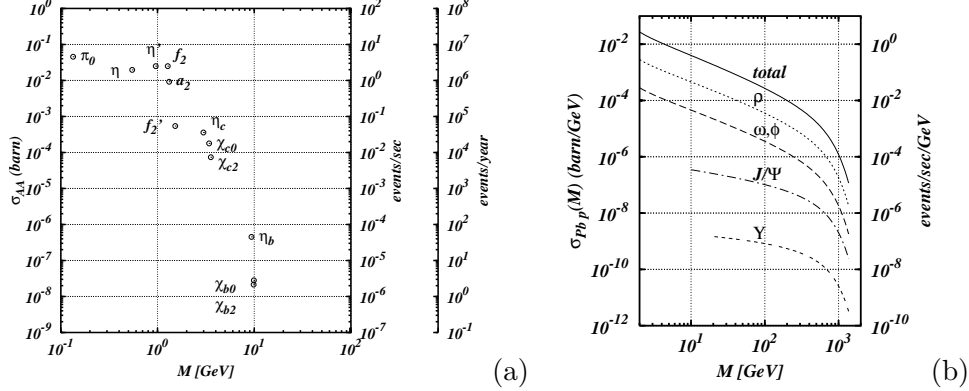 σ_AA (barn)
10^1
10^0
10^-1
10^-2
10^-3
10^-4
10^-5
10^-6
10^-7
10^-8
10^-9
10^-1
10^0
10^1
10^2
M [GeV]
π_0
η
η'
f_2
a_2
f_2'
η_c
χ_c0
χ_c2
η_b
χ_b0
χ_b2
events/sec
10^3
10^2
10^1
10^0
10^-1
10^-2
10^-3
10^-4
10^-5
10^-6
10^-7
events/year
10^8
10^7
10^6
10^5
10^4
10^3
10^2
10^1
10^0
10^-1
(a)
σ_Pb p(M) (barn/GeV)
10^-2
10^-4
10^-6
10^-8
10^-10
10^-12
10^1
10^2
10^3
M [GeV]
total
ρ
ω,φ
J/Ψ
Υ
events/sec/GeV
10^0
10^-2
10^-4
10^-6
10^-8
10^-10
(b)